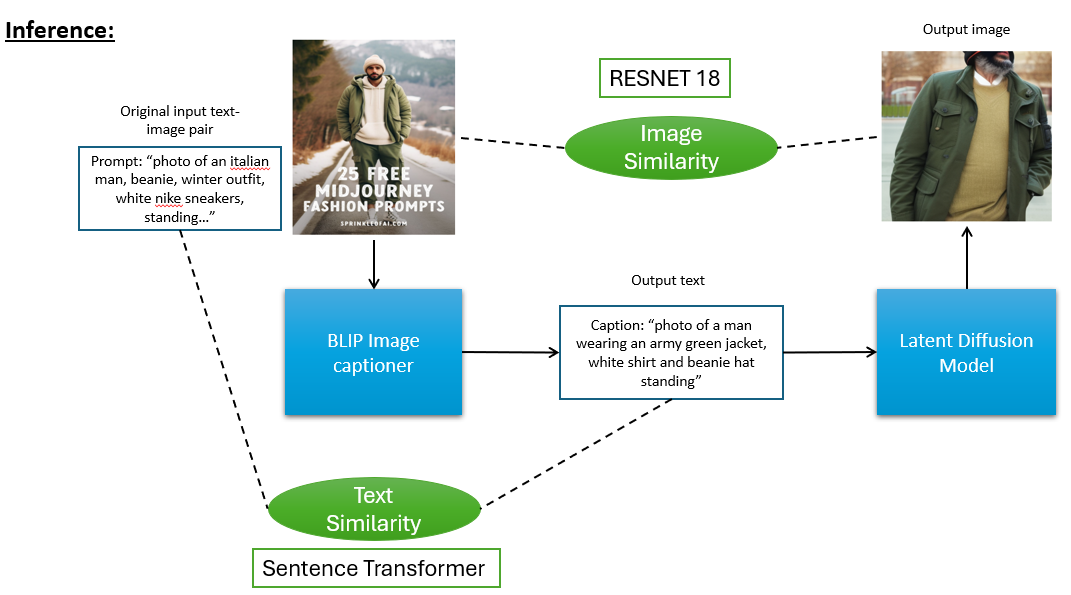 Inference:
Output image
RESNET 18
Original input text-
image pair
Image
Similarity
Prompt: “photo of an italian
man, beanie, winter outfit,
white nike sneakers,
standing…”
25 FREE
MIDJOURNEY
FASHION PROMPTS
SPRINKLEOFAI.COM
Output text
BLIP Image
captioner
Caption: “photo of a man
wearing an army green jacket,
white shirt and beanie hat
standing”
Latent Diffusion
Model
Text
Similarity
Sentence Transformer